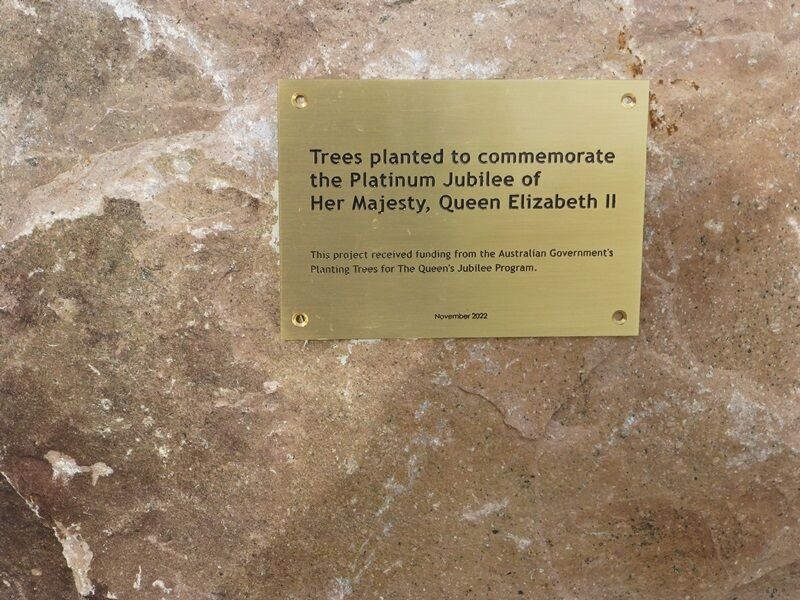 Trees planted to commemorate
the Platinum Jubilee of
Her Majesty, Queen Elizabeth II
This project received funding from the Australian Government's
Planting Trees for The Queen's Jubilee Program.
November 2022